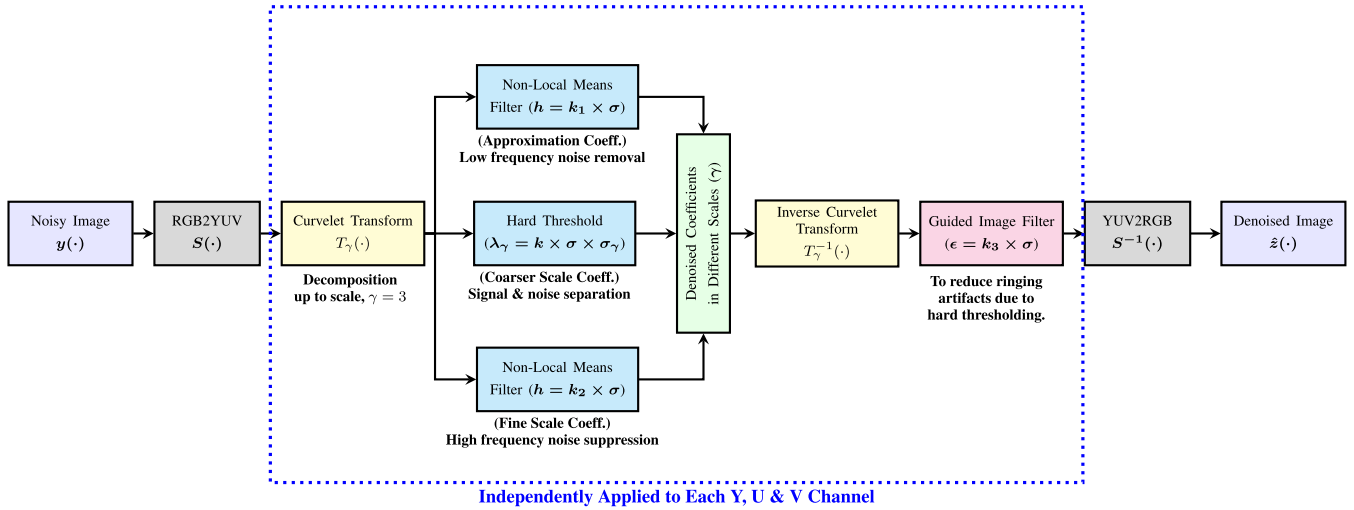 Noisy Image
y(·)
RGB2YUV
S(·)
Curvelet Transform
T_γ(·)
Decomposition
up to scale, γ = 3
Non-Local Means
Filter (h = k₁ × σ)
(Approximation Coeff.)
Low frequency noise removal
Hard Threshold
(λ_γ = k × σ × σ_γ)
(Coarser Scale Coeff.)
Signal & noise separation
Non-Local Means
Filter (h = k₂ × σ)
(Fine Scale Coeff.)
High frequency noise suppression
Denoised Coefficients
in Different Scales (γ)
Inverse Curvelet
Transform
T_γ⁻¹(·)
Guided Image Filter
(ϵ = k₃ × σ)
To reduce ringing
artifacts due to
hard thresholding.
YUV2RGB
S⁻¹(·)
Denoised Image
ẑ(·)
Independently Applied to Each Y, U & V Channel